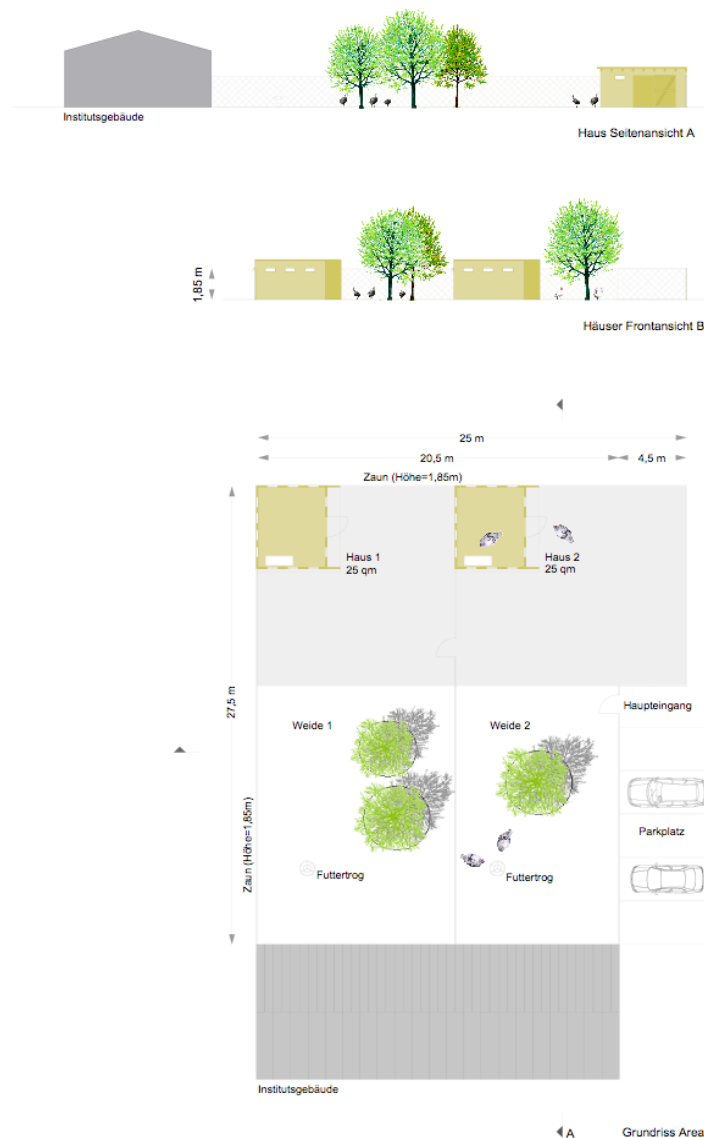 Institutsgebäude
Haus Seitenansicht A
1,85 m
Häuser Frontansicht B
25 m
20,5 m
4,5 m
Zaun (Höhe=1,85m)
Haus 1
25 qm
Haus 2
25 qm
27,5 m
Haupteingang
Weide 1
Weide 2
Zaun (Höhe=1,85m)
Parkplatz
Futtertrog
Futtertrog
Institutsgebäude
A
Grundriss Area